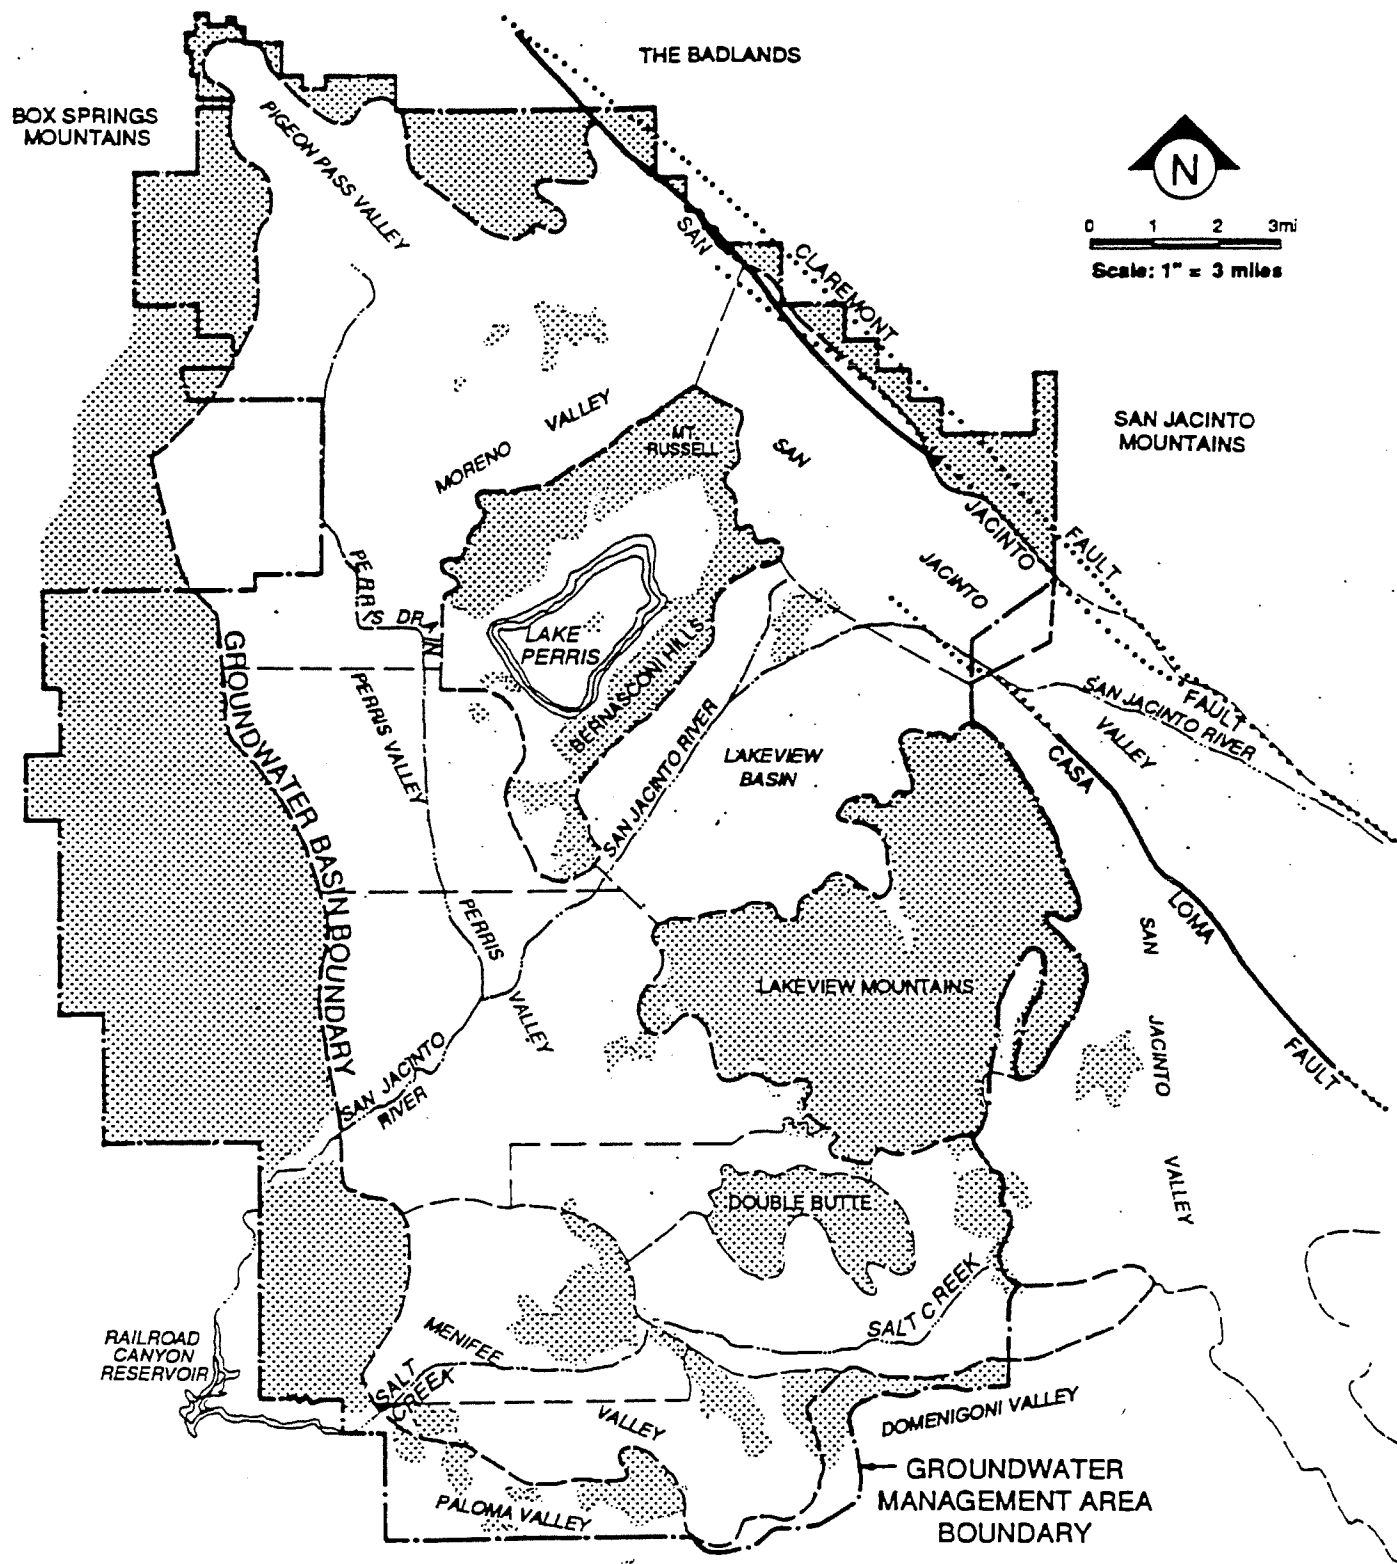 THE BADLANDS
BOX SPRINGS
MOUNTAINS
PIGEON PASS VALLEY
N
0 1 2 3mi
Scale: 1" = 3 miles
SAN
CLAREMONT
VALLEY
MORENO
MT
RUSSELL
SAN
SAN JACINTO
MOUNTAINS
JACINTO
FAULT
JACINTO
PERRIS DRAIN
LAKE
PERRIS
BERNASCONI HILLS
GROUNDWATER BASIN BOUNDARY
PERRIS VALLEY
SAN JACINTO RIVER
LAKEVIEW
BASIN
SAN JACINTO RIVER
FAULT
VALLEY
CASA
LOMA
FAULT
PERRIS
VALLEY
SAN
JACINTO
VALLEY
LAKEVIEW MOUNTAINS
SAN JACINTO
RIVER
DOUBLE BUTTE
SALT CREEK
MENIFEE
RAILROAD
CANYON
RESERVOIR
SALT
CREEK
VALLEY
DOMENIGONI VALLEY
PALOMA VALLEY
GROUNDWATER
MANAGEMENT AREA
BOUNDARY